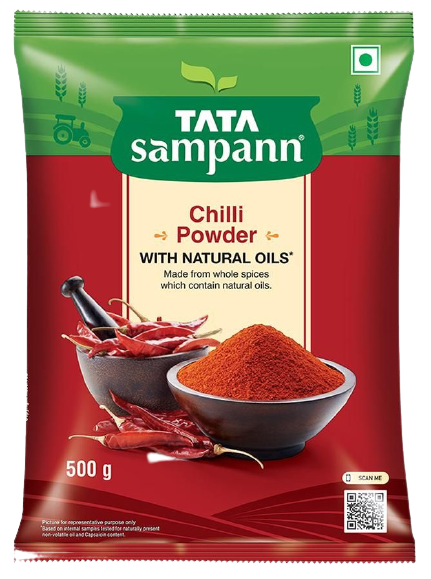 TATA
sampann®
Chilli
Powder
WITH NATURAL OILS*
Made from whole spices
which contain natural oils.
500 g
SCAN ME
Picture for representative purpose only
*Based on internal samples tested for naturally present
non-volatile oil and Capsaicin content.